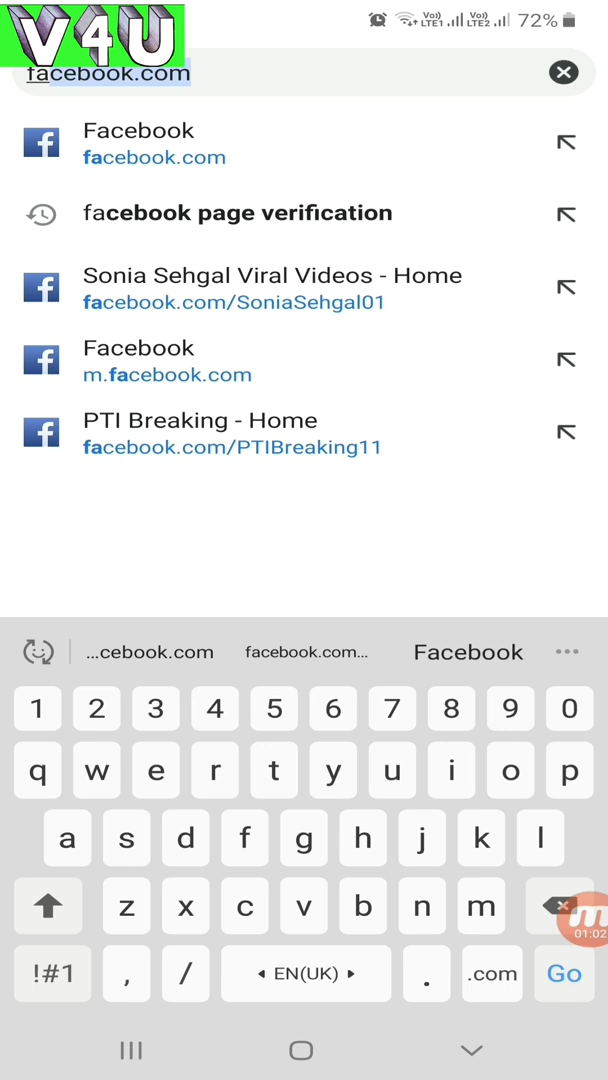 V4U
Vo)) LTE1 Vo)) LTE2 72%
facebook.com
Facebook
facebook.com
facebook page verification
Sonia Sehgal Viral Videos - Home
facebook.com/SoniaSehgal01
Facebook
m.facebook.com
PTI Breaking - Home
facebook.com/PTIBreaking11
...cebook.com facebook.com... Facebook
1 2 3 4 5 6 7 8 9 0
q w e r t y u i o p
a s d f g h j k l
z x c v b n m
01:02
!#1 , / EN(UK) . .com Go